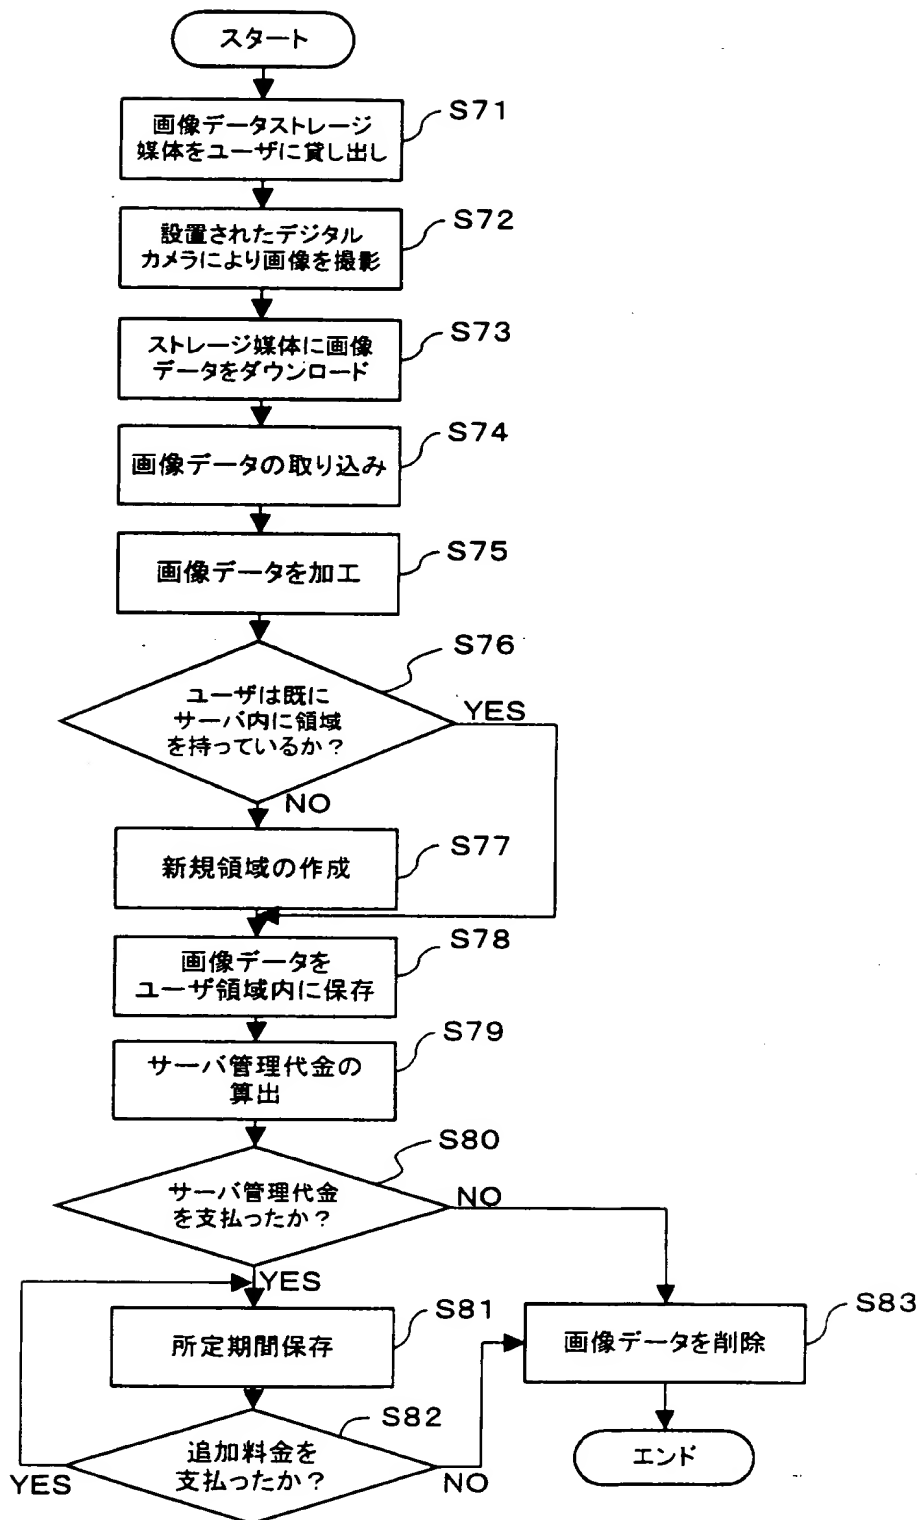 スタート
画像データストレージ
媒体をユーザに貸し出し
S71
設置されたデジタル
カメラにより画像を撮影
S72
ストレージ媒体に画像
データをダウンロード
S73
画像データの取り込み
S74
画像データを加工
S75
ユーザは既に
サーバ内に領域
を持っているか？
S76
YES
NO
新規領域の作成
S77
画像データを
ユーザ領域内に保存
S78
サーバ管理代金の
算出
S79
サーバ管理代金
を支払ったか？
S80
NO
YES
所定期間保存
S81
画像データを削除
S83
追加料金を
支払ったか？
S82
YES
NO
エンド